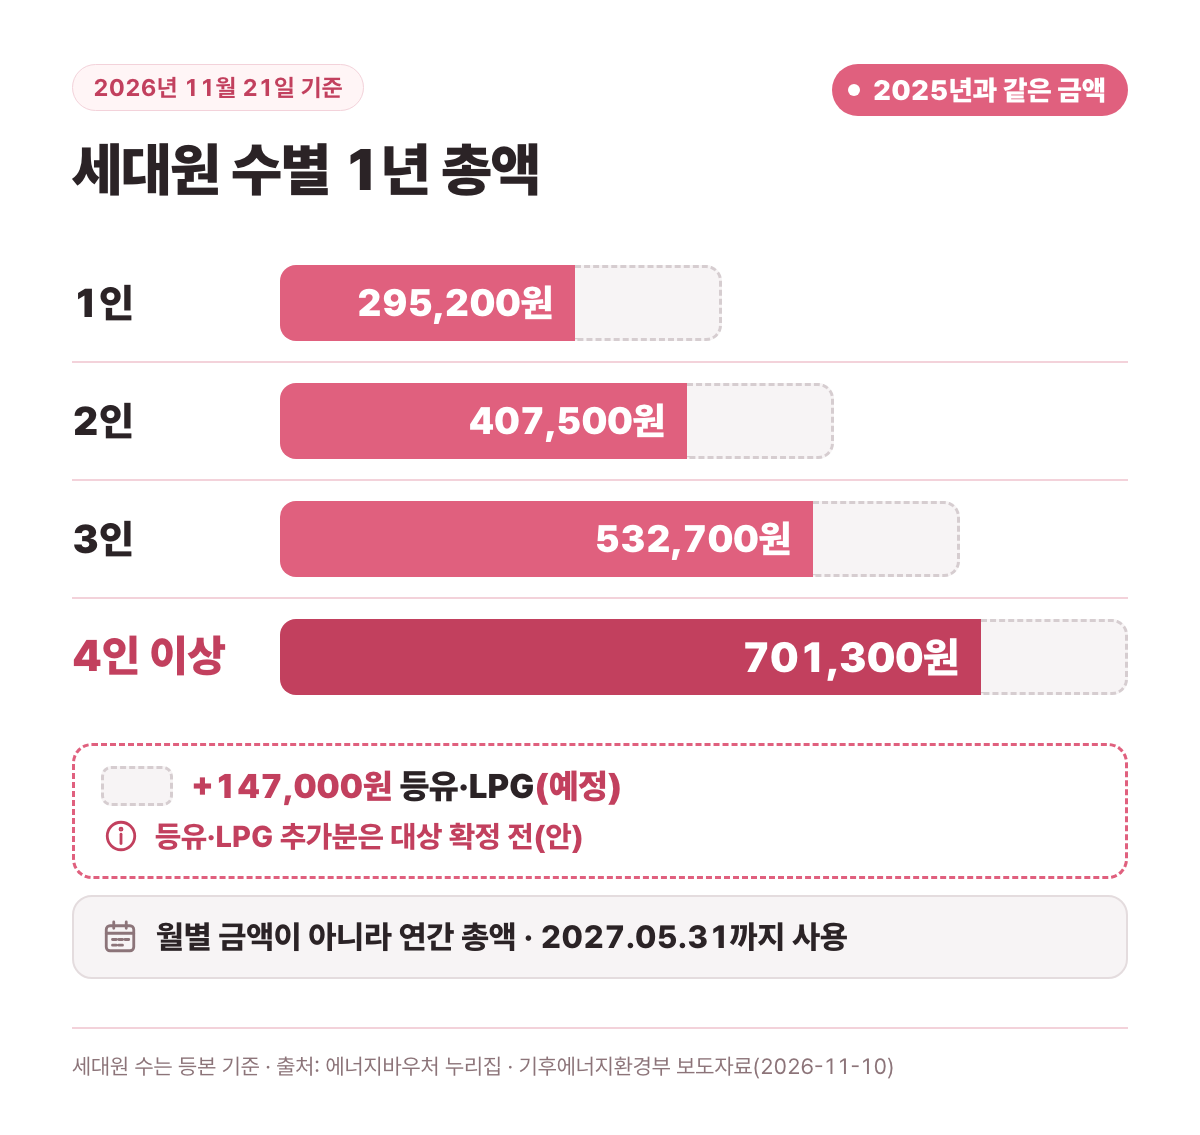 2026년 11월 21일 기준
2025년과 같은 금액
세대원 수별 1년 총액
1인
295,200원
2인
407,500원
3인
532,700원
4인 이상
701,300원
+147,000원 등유·LPG(예정)
등유·LPG 추가분은 대상 확정 전(안)
월별 금액이 아니라 연간 총액 · 2027.05.31까지 사용
세대원 수는 등본 기준 · 출처: 에너지바우처 누리집 · 기후에너지환경부 보도자료(2026-11-10)